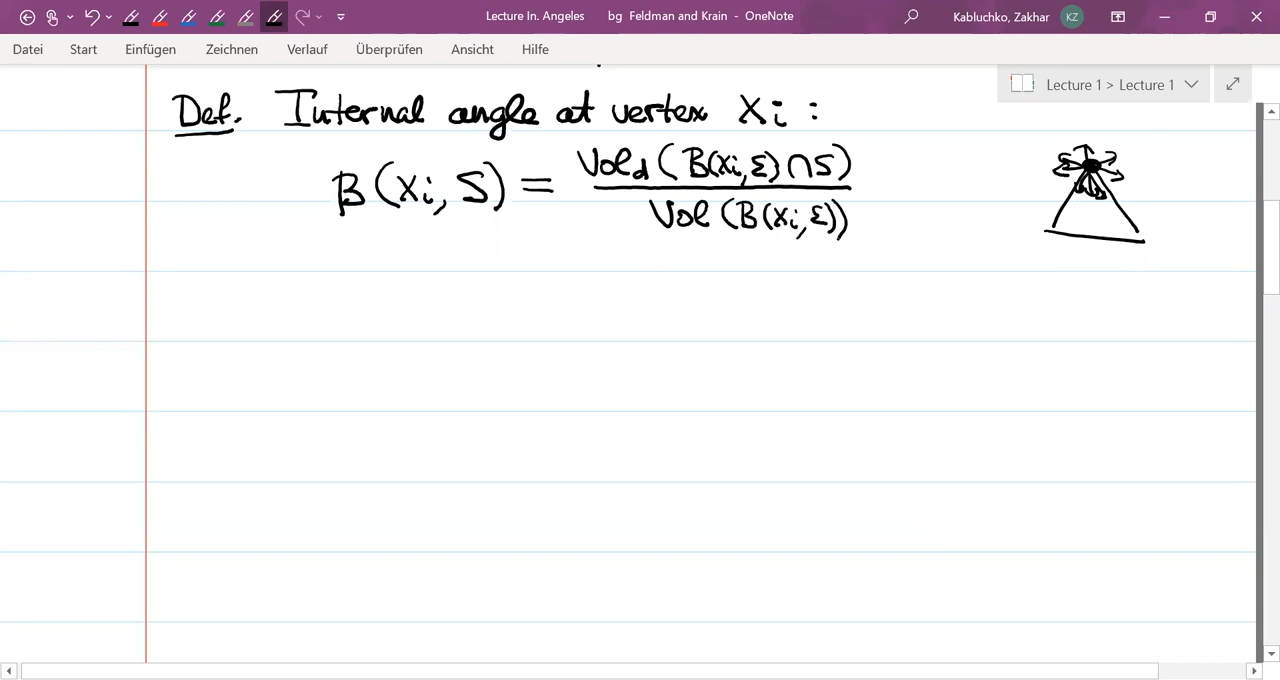 Lecture In. Angeles bg Feldman and Krain - OneNote
Kabluchko, Zakhar KZ
Datei Start Einfügen Zeichnen Verlauf Überprüfen Ansicht Hilfe
Lecture 1 > Lecture 1
Def. Internal angle at vertex Xi :
β(xi, S) = Vold(B(xi,ε)∩S) / Vol(B(xi,ε))